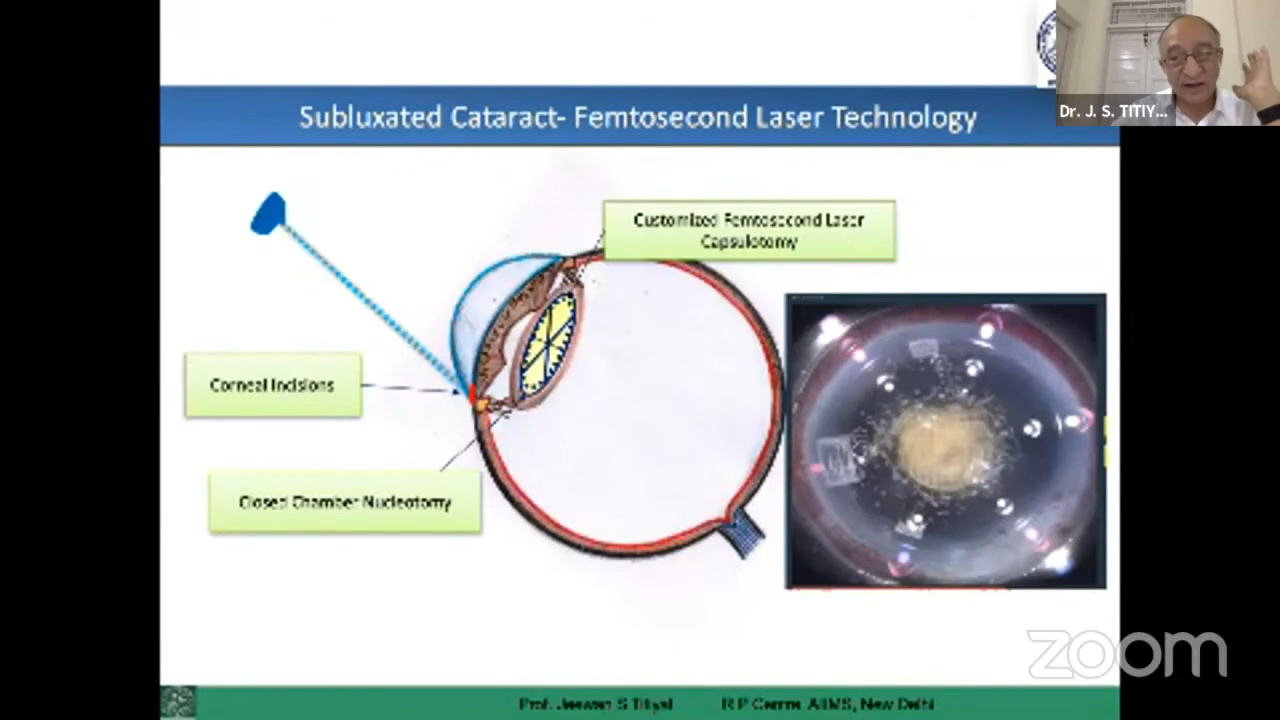 Subluxated Cataract- Femtosecond Laser Technology
Dr. J. S. TITIY...
Customized Femtosecond Laser
Capsulotomy
Corneal Incisions
Closed Chamber Nucleotomy
zoom
Prof. Jeewan S Titiyal R P Centre, AIIMS, New Delhi